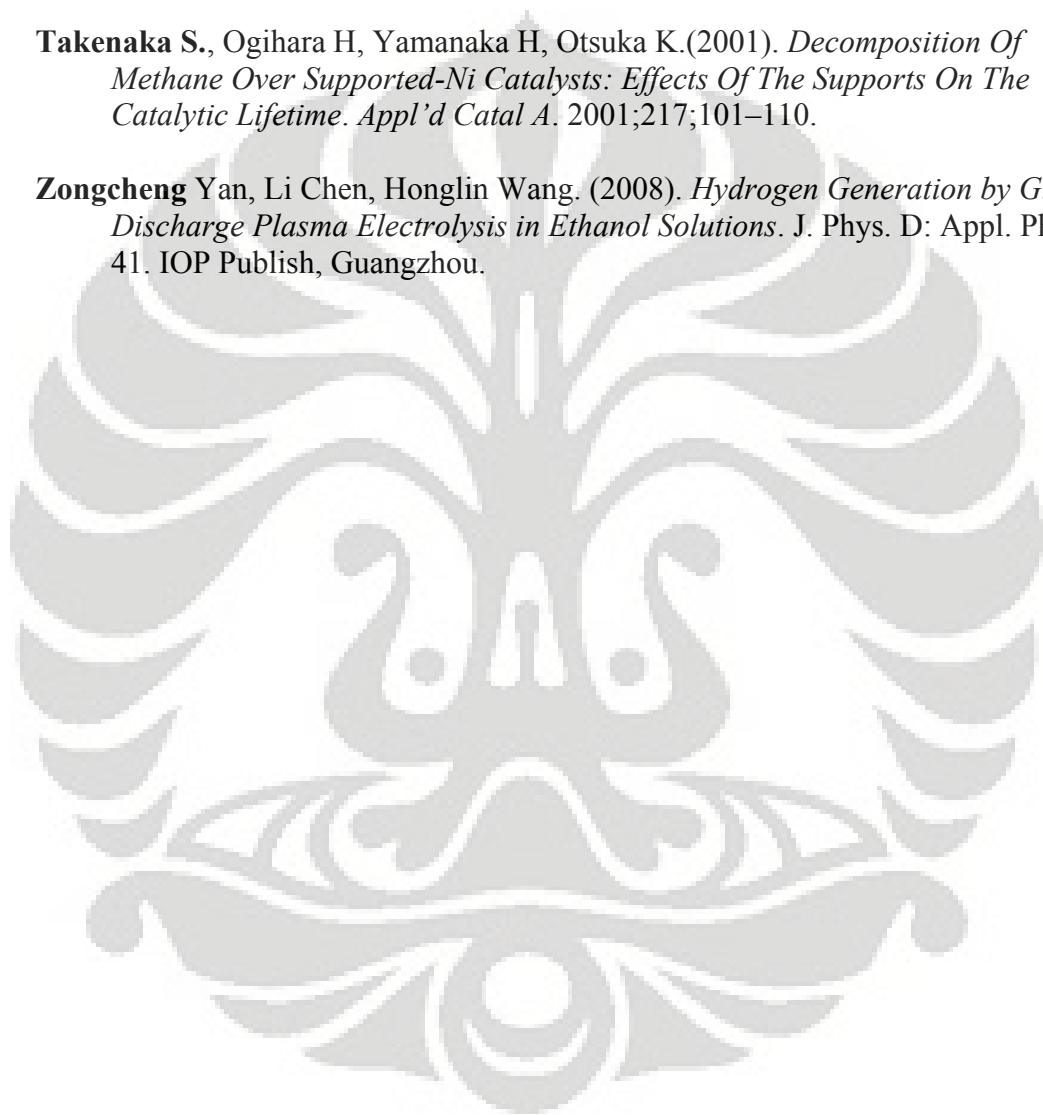 Takenaka S., Ogihara H, Yamanaka H, Otsuka K.(2001). Decomposition Of
Methane Over Supported-Ni Catalysts: Effects Of The Supports On The
Catalytic Lifetime. Appl’d Catal A. 2001;217;101–110.
Zongcheng Yan, Li Chen, Honglin Wang. (2008). Hydrogen Generation by
Discharge Plasma Electrolysis in Ethanol Solutions. J. Phys. D: Appl.
41. IOP Publish, Guangzhou.